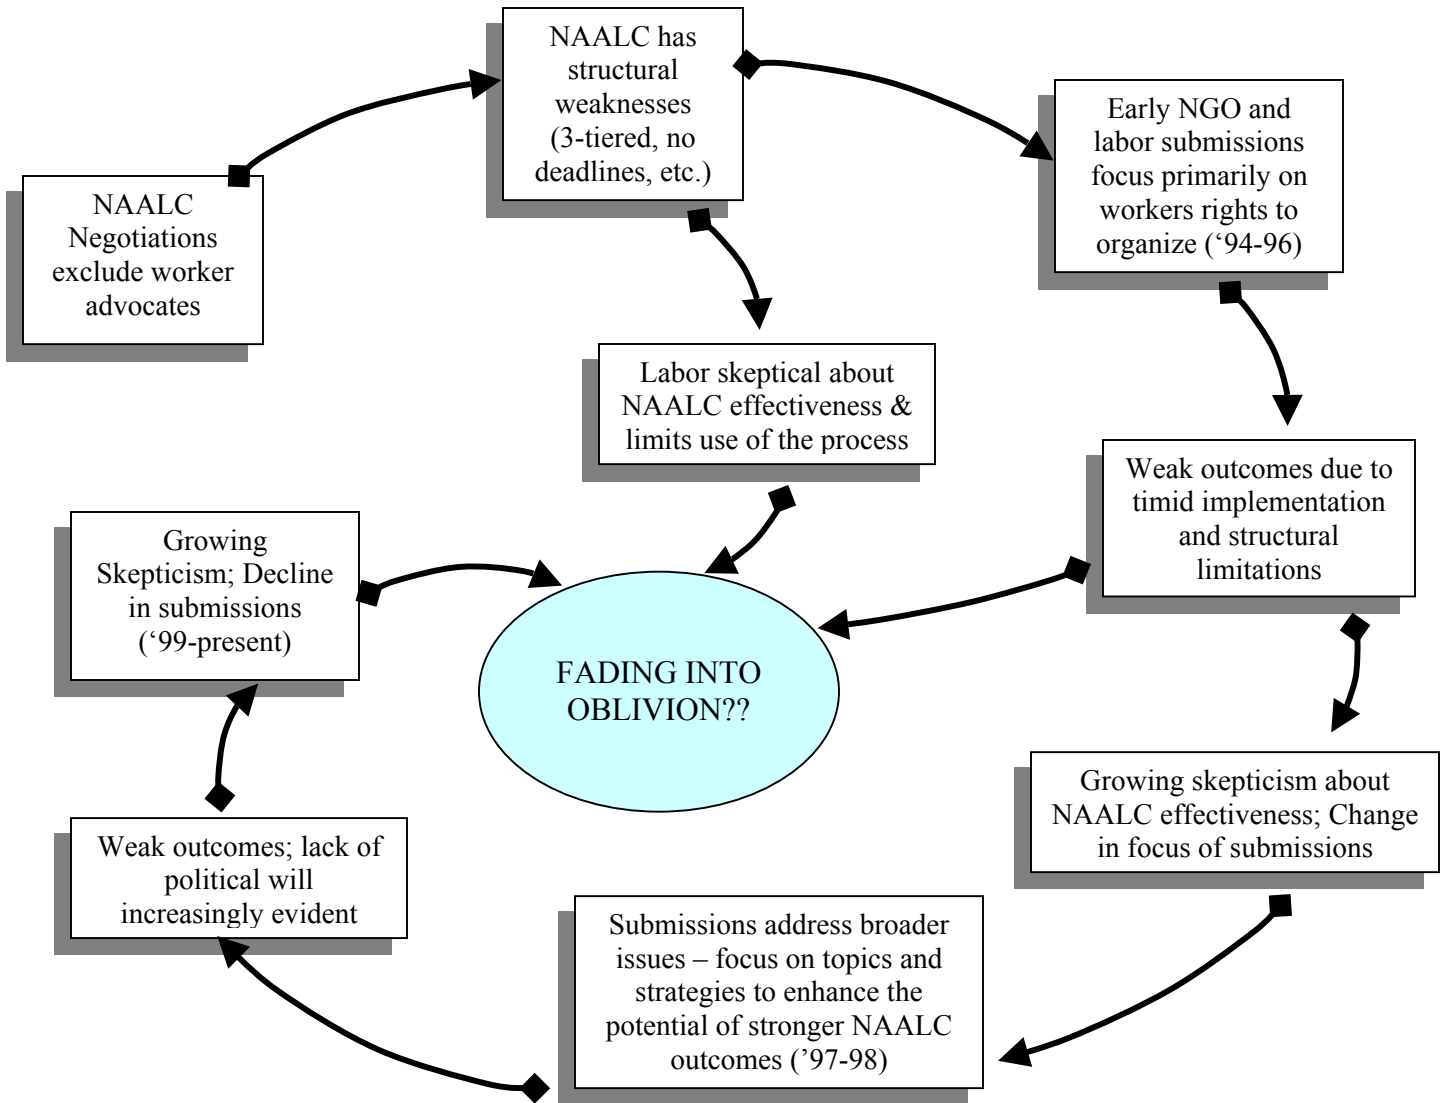 NAALC
Negotiations
exclude worker
advocates
NAALC has
structural
weaknesses
(3-tiered, no
deadlines, etc.)
Early NGO and
labor submissions
focus primarily on
workers rights to
organize (‘94-96)
Labor skeptical about
NAALC effectiveness &
limits use of the process
Weak outcomes due to
timid implementation
and structural
limitations
Growing skepticism about
NAALC effectiveness; Change
in focus of submissions
Submissions address broader
issues – focus on topics and
strategies to enhance the
potential of stronger NAALC
outcomes (’97-98)
Weak outcomes; lack of
political will
increasingly evident
Growing
Skepticism; Decline
in submissions
(‘99-present)
FADING INTO
OBLIVION??